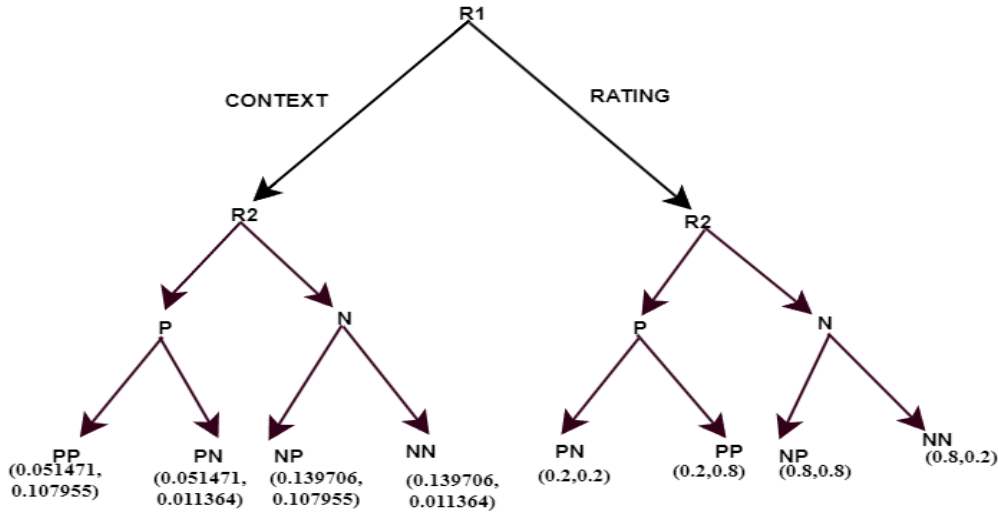 R1
CONTEXT
RATING
R2
R2
P
N
P
N
PP
(0.051471,
0.107955)
PN
(0.051471,
0.011364)
NP
(0.139706,
0.107955)
NN
(0.139706,
0.011364)
PN
(0.2,0.2)
PP
(0.2,0.8)
NP
(0.8,0.8)
NN
(0.8,0.2)